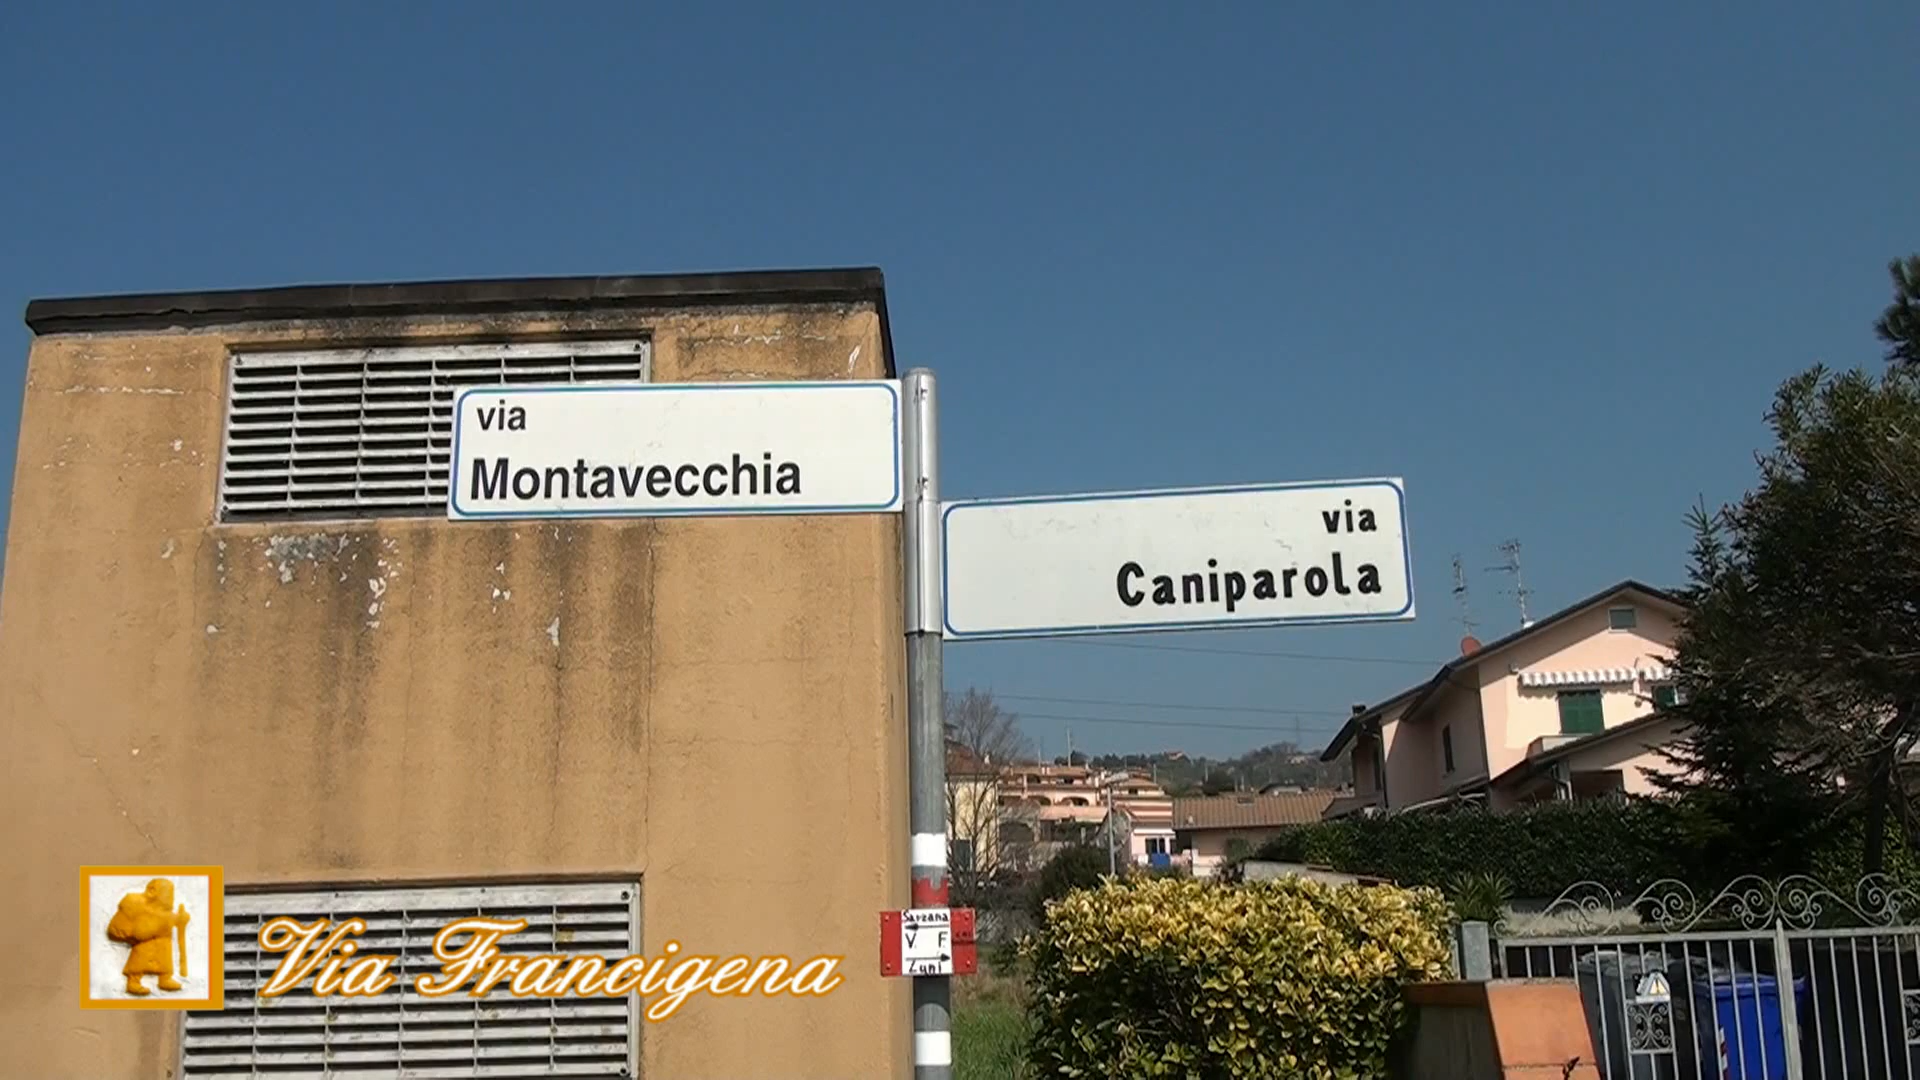 via
Montavecchia
via
Caniparola
Sarzana
V F
Luni
Via Francigena